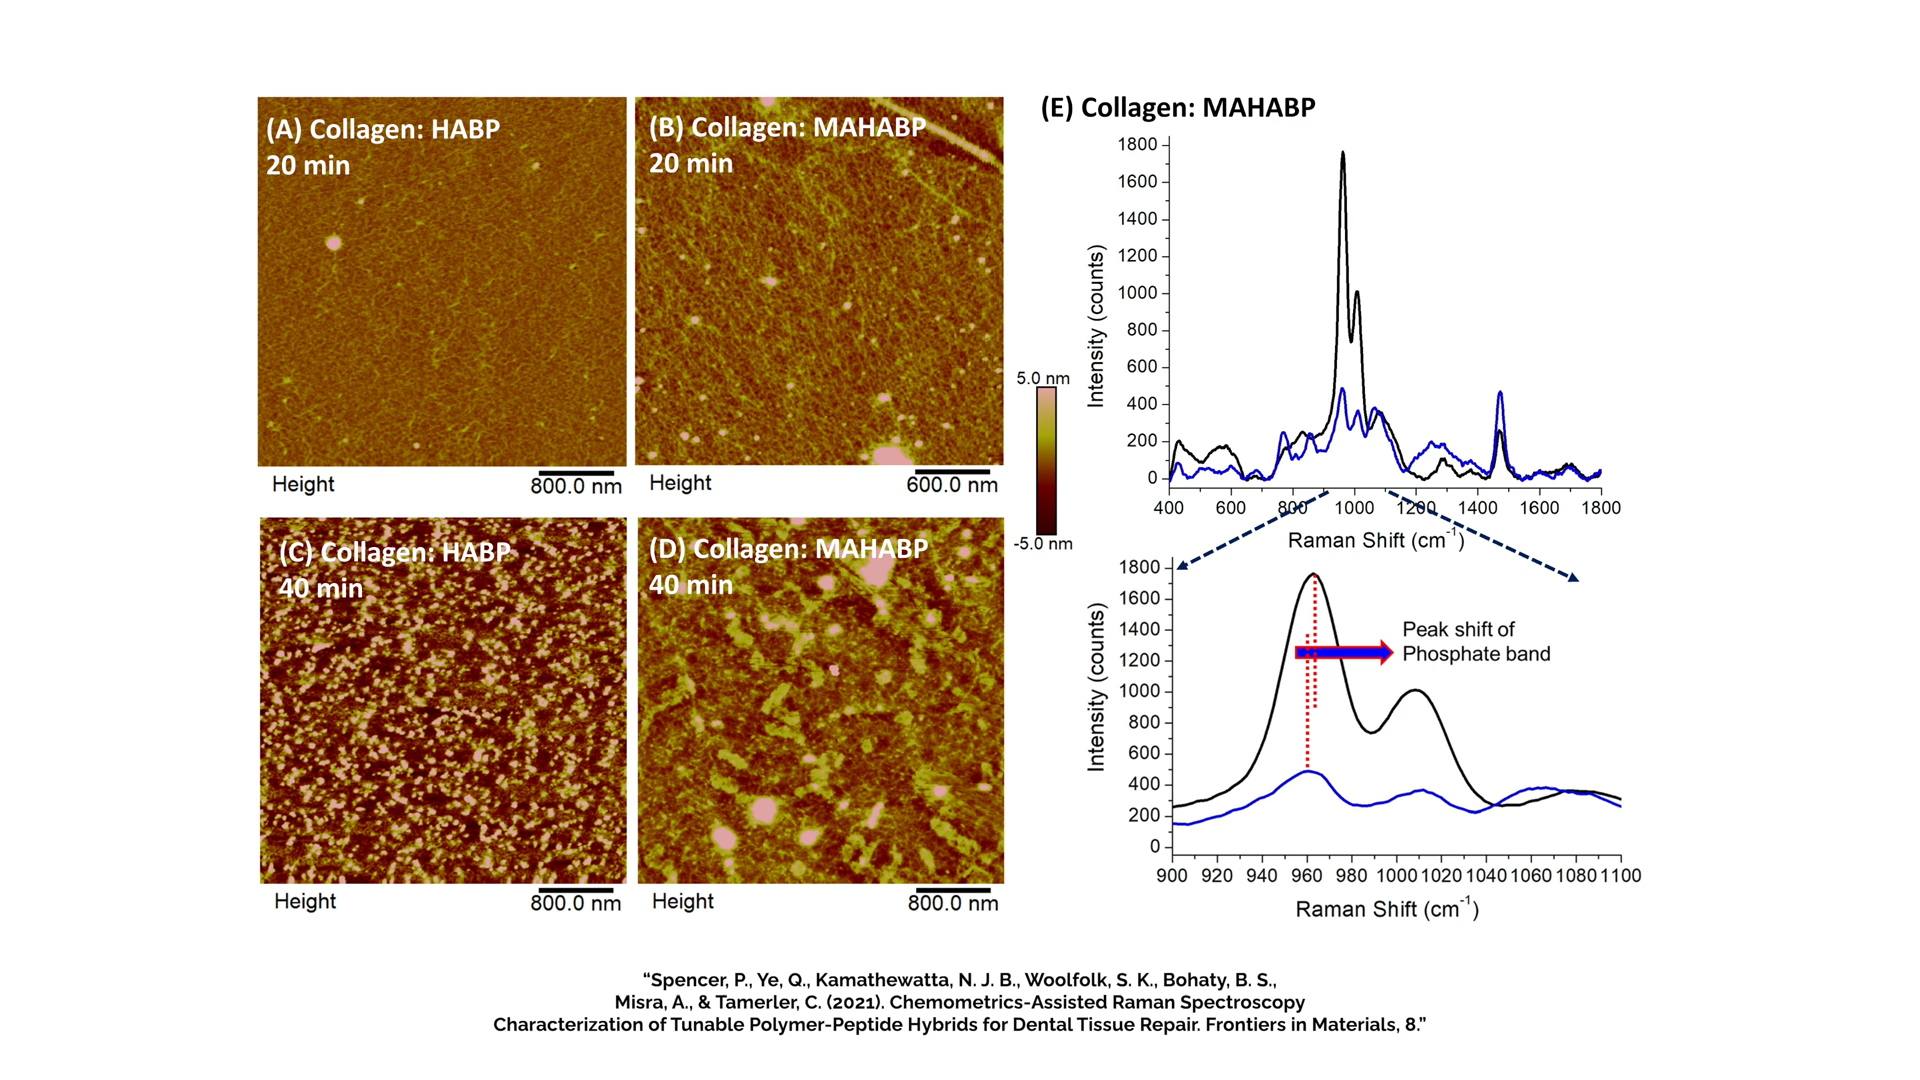 (A) Collagen: HABP
20 min
Height
800.0 nm
(B) Collagen: MAHABP
20 min
Height
600.0 nm
5.0 nm
-5.0 nm
(C) Collagen: HABP
40 min
Height
800.0 nm
(D) Collagen: MAHABP
40 min
Height
800.0 nm
(E) Collagen: MAHABP
1800
1600
1400
1200
1000
800
600
400
200
0
Intensity (counts)
400 600 800 1000 1200 1400 1600 1800
Raman Shift (cm⁻¹)
1800
1600
1400
1200
1000
800
600
400
200
0
Intensity (counts)
Peak shift of
Phosphate band
900 920 940 960 980 1000 1020 1040 1060 1080 1100
Raman Shift (cm⁻¹)
“Spencer, P., Ye, Q., Kamathewatta, N. J. B., Woolfolk, S. K., Bohaty, B. S.,
Misra, A., & Tamerler, C. (2021). Chemometrics-Assisted Raman Spectroscopy
Characterization of Tunable Polymer-Peptide Hybrids for Dental Tissue Repair. Frontiers in Materials, 8.”